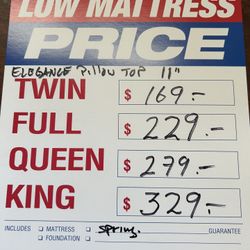 LOW MATTRESS
PRICE
ELEGANCE Pillow TOP 11"
TWIN $ 169.-
FULL $ 229.-
QUEEN $ 279.-
KING $ 329.-
INCLUDES □ MATTRESS □ Spring. GUARANTEE
□ FOUNDATION □